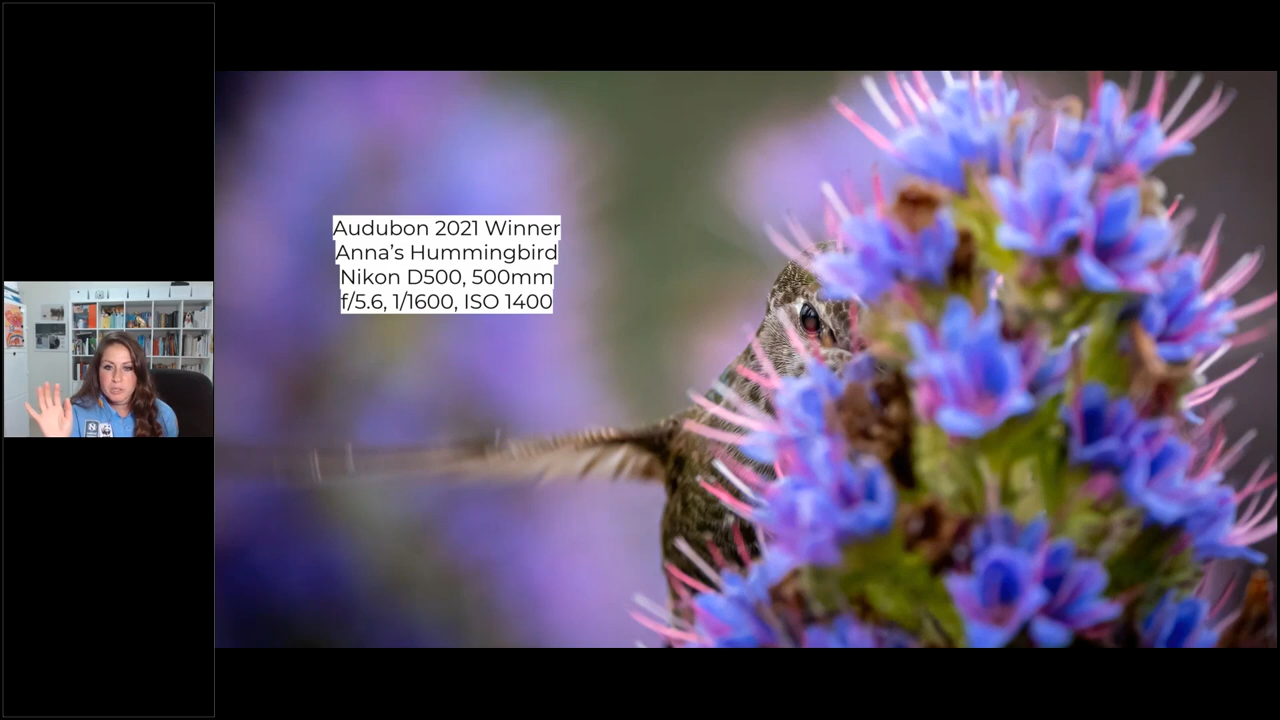 Audubon 2021 Winner
Anna’s Hummingbird
Nikon D500, 500mm
f/5.6, 1/1600, ISO 1400